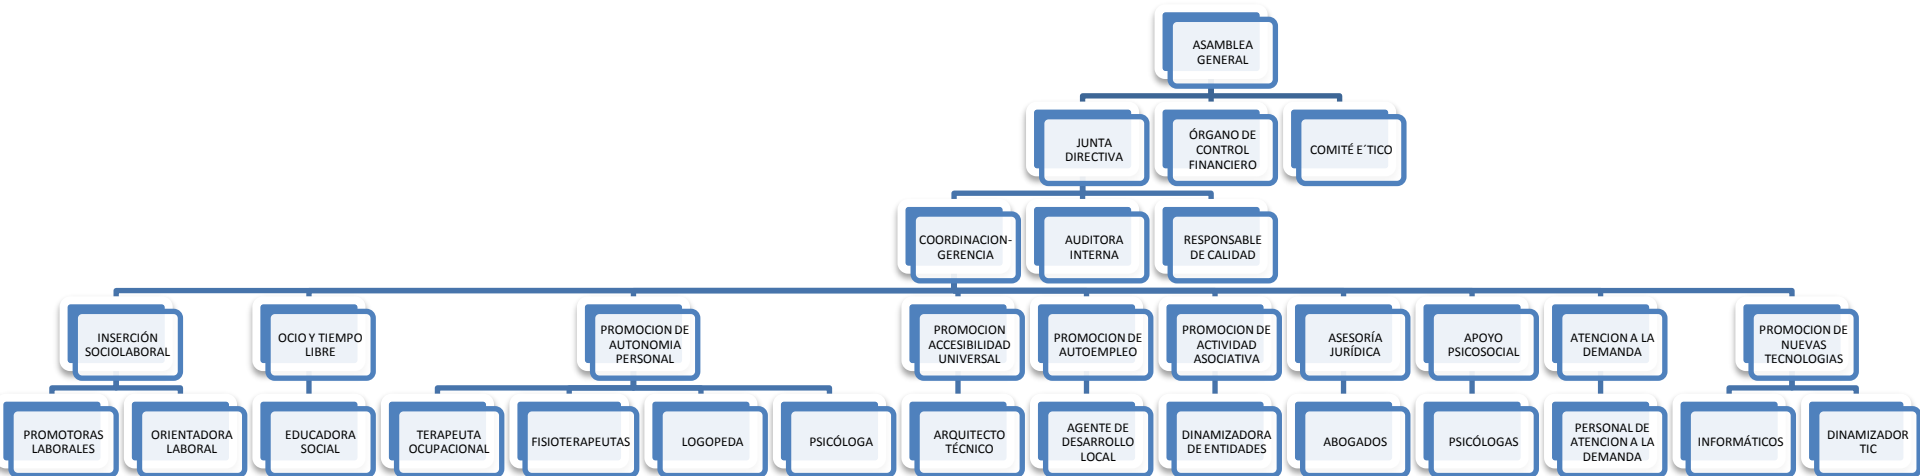 ASAMBLEA
GENERAL
JUNTA
DIRECTIVA
ÓRGANO DE
CONTROL
FINANCIERO
COMITÉ E´TICO
COORDINACION-
GERENCIA
AUDITORA
INTERNA
RESPONSABLE
DE CALIDAD
INSERCIÓN
SOCIOLABORAL
OCIO Y TIEMPO
LIBRE
PROMOCION DE
AUTONOMIA
PERSONAL
PROMOCION
ACCESIBILIDAD
UNIVERSAL
PROMOCION DE
AUTOEMPLEO
PROMOCION DE
ACTIVIDAD
ASOCIATIVA
ASESORÍA
JURÍDICA
APOYO
PSICOSOCIAL
ATENCION A LA
DEMANDA
PROMOCION DE
NUEVAS
TECNOLOGIAS
PROMOTORAS
LABORALES
ORIENTADORA
LABORAL
EDUCADORA
SOCIAL
TERAPEUTA
OCUPACIONAL
FISIOTERAPEUTAS
LOGOPEDA
PSICÓLOGA
ARQUITECTO
TÉCNICO
AGENTE DE
DESARROLLO
LOCAL
DINAMIZADORA
DE ENTIDADES
ABOGADOS
PSICÓLOGAS
PERSONAL DE
ATENCION A LA
DEMANDA
INFORMÁTICOS
DINAMIZADOR
TIC